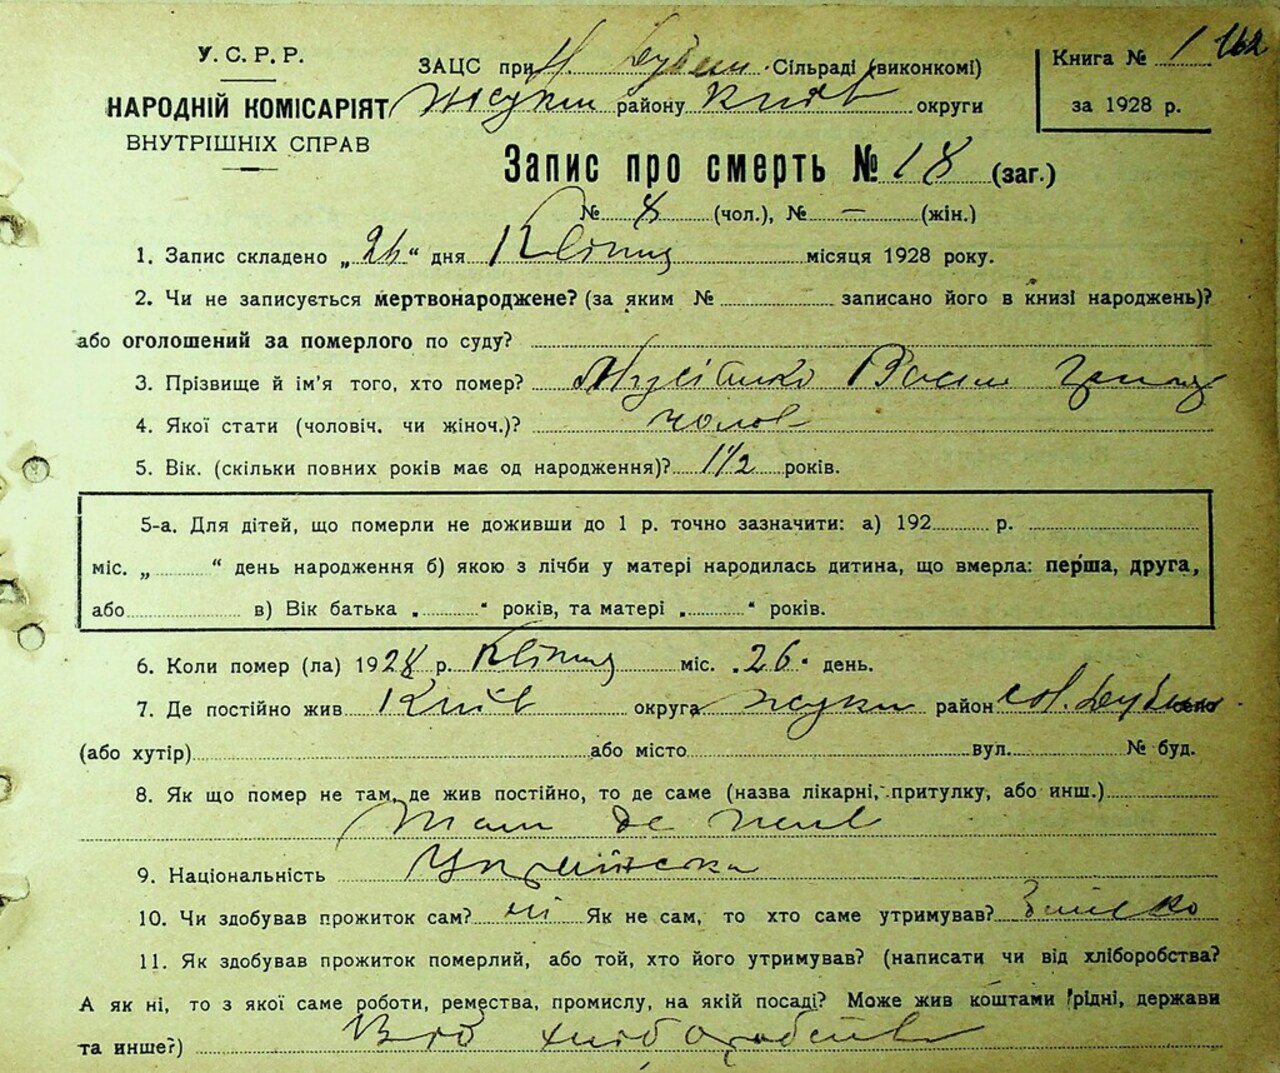 У.С.Р.Р.
НАРОДНІЙ КОМІСАРІЯТ
ВНУТРІШНІХ СПРАВ
ЗАЦС при Сільраді (виконкомі)
району Київ округи
Книга № 1 162
за 1928 р.
Запис про смерть № 18 (заг.)
№ 8 (чол.), № — (жін.)
1. Запис складено „26“ дня Квітня місяця 1928 року.
2. Чи не записується мертвонароджене? (за яким № записано його в книзі народжень)?
або оголошений за померлого по суду?
3. Прізвище й ім'я того, хто помер?
4. Якої статі (чоловіч. чи жіноч.)? чолов
5. Вік. (скільки повних років має од народження)? 1 1/2 років.
5-а. Для дітей, що померли не доживши до 1 р. точно зазначити: а) 192 р.
міс. „ “ день народження б) якою з лічби у матері народилась дитина, що вмерла: перша, друга,
або в) Вік батька „ “ років, та матері „ “ років.
6. Коли помер (ла) 1928 р. Квітня міс. „26“ день.
7. Де постійно жив Київ округа район село
(або хутір) або місто вул. № буд.
8. Як що помер не там, де жив постійно, то де саме (назва лікарні, притулку, або инш.)
Там де жив
9. Національність Українська
10. Чи здобував прожиток сам? ні Як не сам, то хто саме утримував?
11. Як здобував прожиток померлий, або той, хто його утримував? (написати чи від хліборобства?
А як ні, то з якої саме роботи, ремества, промислу, на якій посаді? Може жив коштами рідні, держави
та инше?) Від хліборобства